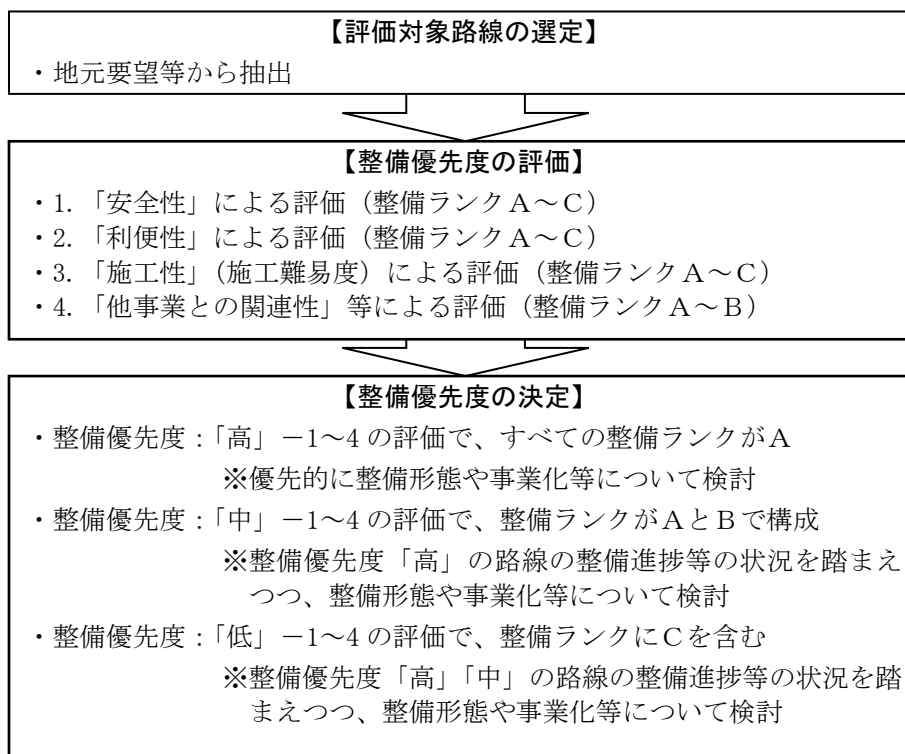 【評価対象路線の選定】
・地元要望等から抽出
【整備優先度の評価】
・1. 「安全性」による評価（整備ランクＡ～Ｃ）
・2. 「利便性」による評価（整備ランクＡ～Ｃ）
・3. 「施工性」（施工難易度）による評価（整備ランクＡ～Ｃ）
・4. 「他事業との関連性」等による評価（整備ランクＡ～Ｂ）
【整備優先度の決定】
・整備優先度：「高」－1～4 の評価で、すべての整備ランクがＡ
※優先的に整備形態や事業化等について検討
・整備優先度：「中」－1～4 の評価で、整備ランクがＡとＢで構成
※整備優先度「高」の路線の整備進捗等の状況を踏まえ
つつ、整備形態や事業化等について検討
・整備優先度：「低」－1～4 の評価で、整備ランクにＣを含む
※整備優先度「高」「中」の路線の整備進捗等の状況を踏
まえつつ、整備形態や事業化等について検討